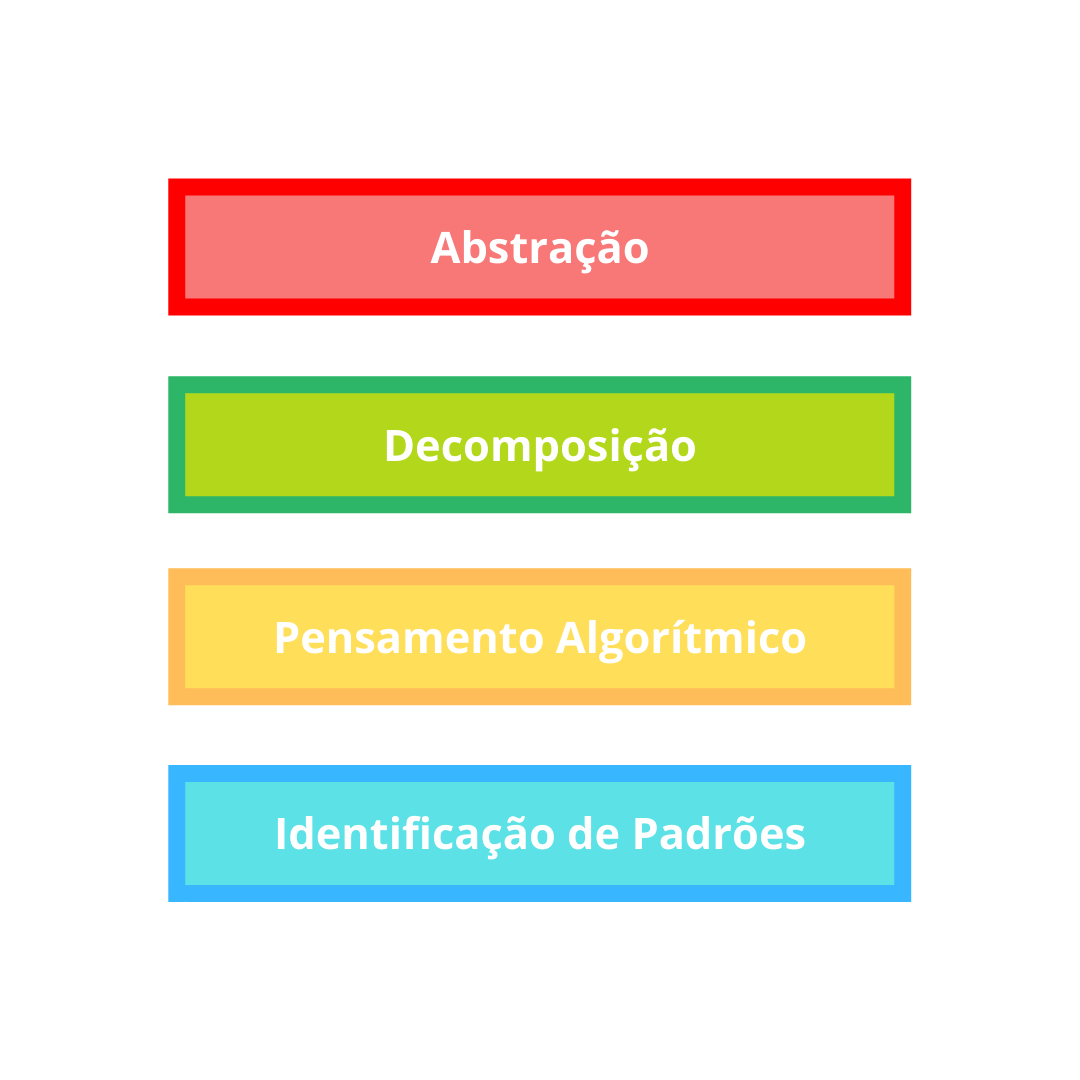 Abstração
Decomposição
Pensamento Algorítmico
Identificação de Padrões